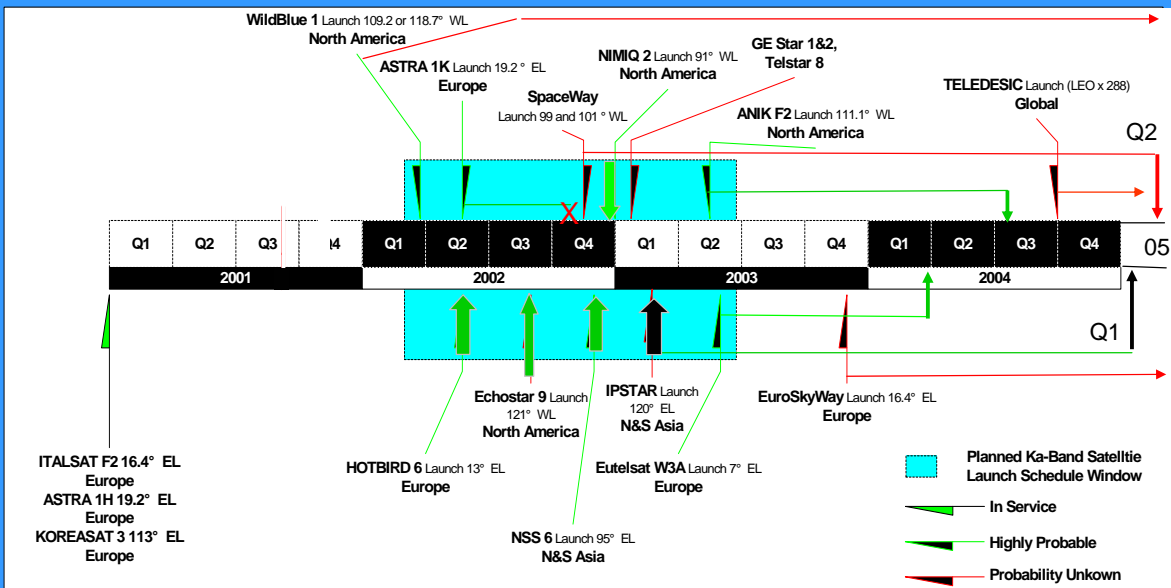 WildBlue 1 Launch 109.2 or 118.7° WL
North America
ASTRA 1K Launch 19.2 ° EL
Europe
SpaceWay
Launch 99 and 101 ° WL
NIMIQ 2 Launch 91° WL
North America
GE Star 1&2,
Telstar 8
ANIK F2 Launch 111.1° WL
North America
TELEDESIC Launch (LEO x 288)
Global
Q2
X
Q1 Q2 Q3 Q4 Q1 Q2 Q3 Q4 Q1 Q2 Q3 Q4 Q1 Q2 Q3 Q4 05
2001 2002 2003 2004
Q1
Echostar 9 Launch
121° WL
North America
IPSTAR Launch
120° EL
N&S Asia
EuroSkyWay Launch 16.4° EL
Europe
HOTBIRD 6 Launch 13° EL
Europe
Eutelsat W3A Launch 7° EL
Europe
NSS 6 Launch 95° EL
N&S Asia
ITALSAT F2 16.4° EL
Europe
ASTRA 1H 19.2° EL
Europe
KOREASAT 3 113° EL
Europe
Planned Ka-Band Satelltie
Launch Schedule Window
In Service
Highly Probable
Probability Unkown